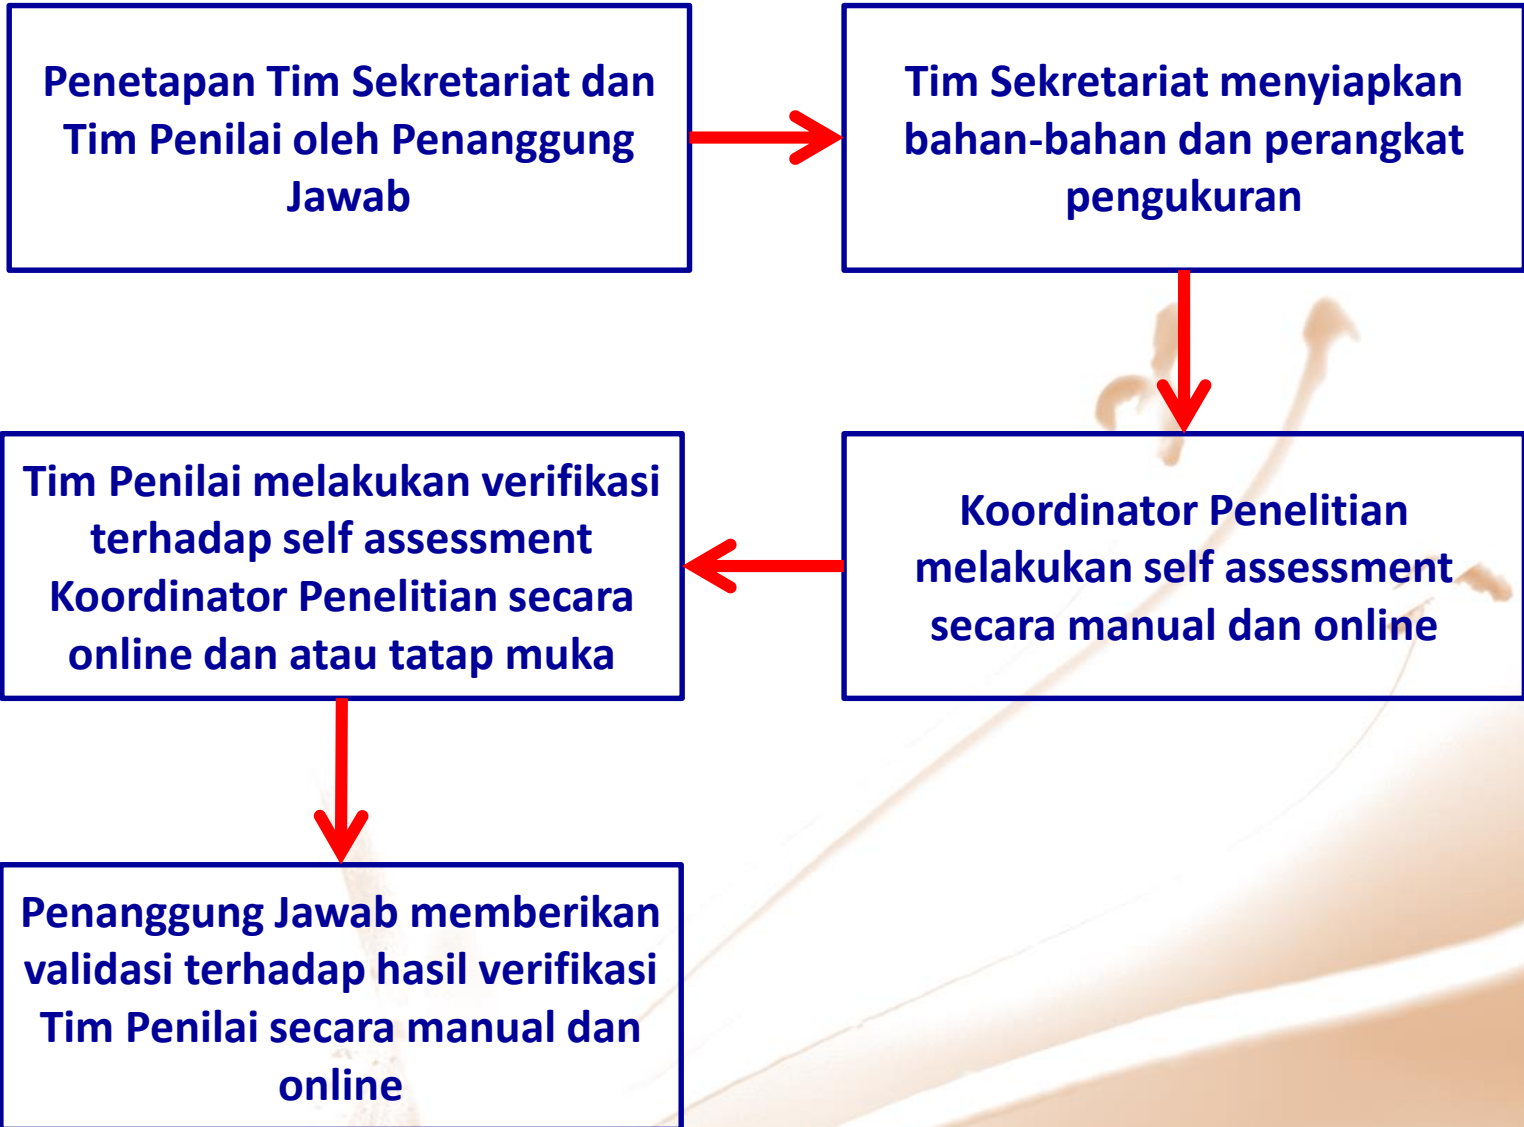 Penetapan Tim Sekretariat dan
Tim Penilai oleh Penanggung
Jawab
Tim Sekretariat menyiapkan
bahan-bahan dan perangkat
pengukuran
Koordinator Penelitian
melakukan self assessment
secara manual dan online
Tim Penilai melakukan verifikasi
terhadap self assessment
Koordinator Penelitian secara
online dan atau tatap muka
Penanggung Jawab memberikan
validasi terhadap hasil verifikasi
Tim Penilai secara manual dan
online